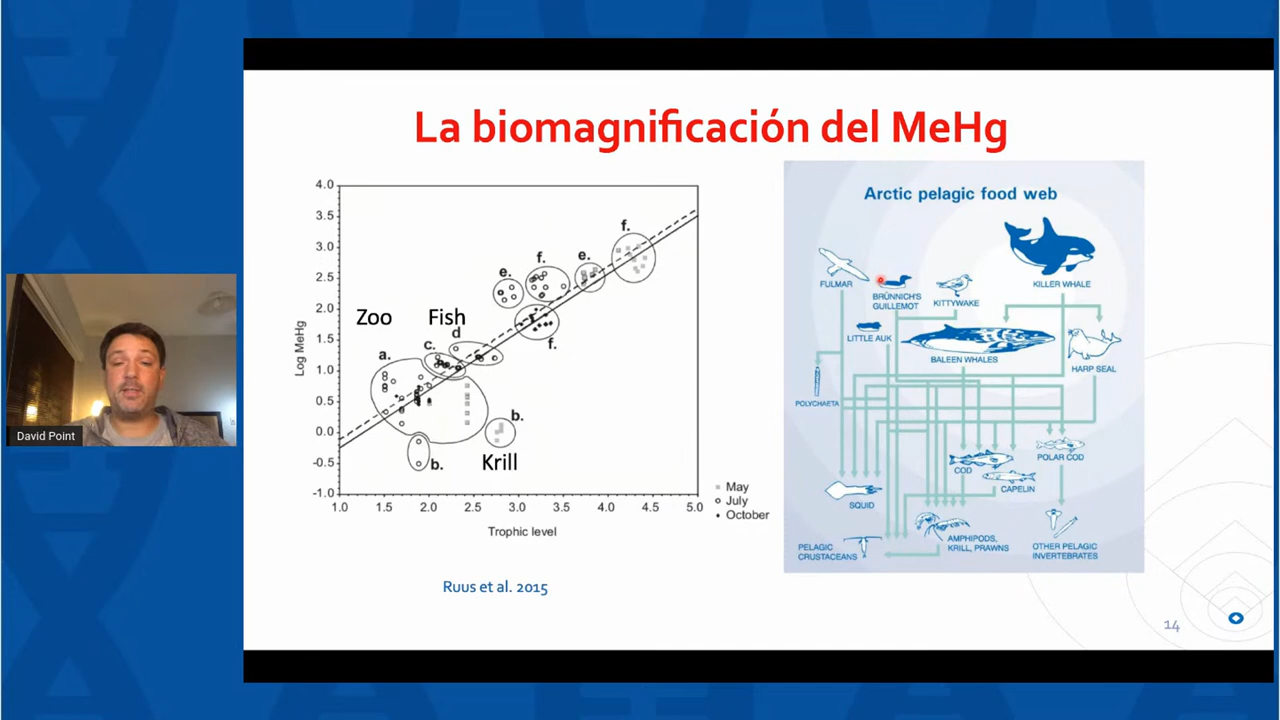 La biomagnificación del MeHg
4.0
3.5
3.0
2.5
2.0
1.5
1.0
0.5
0.0
-0.5
-1.0
Log MeHg
1.0 1.5 2.0 2.5 3.0 3.5 4.0 4.5 5.0
Trophic level
Zoo
Fish
Krill
a.
b.
b.
c.
d
e.
f.
e.
f.
f.
May
July
October
Ruus et al. 2015
Arctic pelagic food web
FULMAR
BRÜNNICH'S
GUILLEMOT
KITTYWAKE
KILLER WHALE
LITTLE AUK
BALEEN WHALES
HARP SEAL
POLYCHAETA
COD
POLAR COD
CAPELIN
SQUID
PELAGIC
CRUSTACEANS
AMPHIPODS,
KRILL, PRAWNS
OTHER PELAGIC
INVERTEBRATES
14
David Point